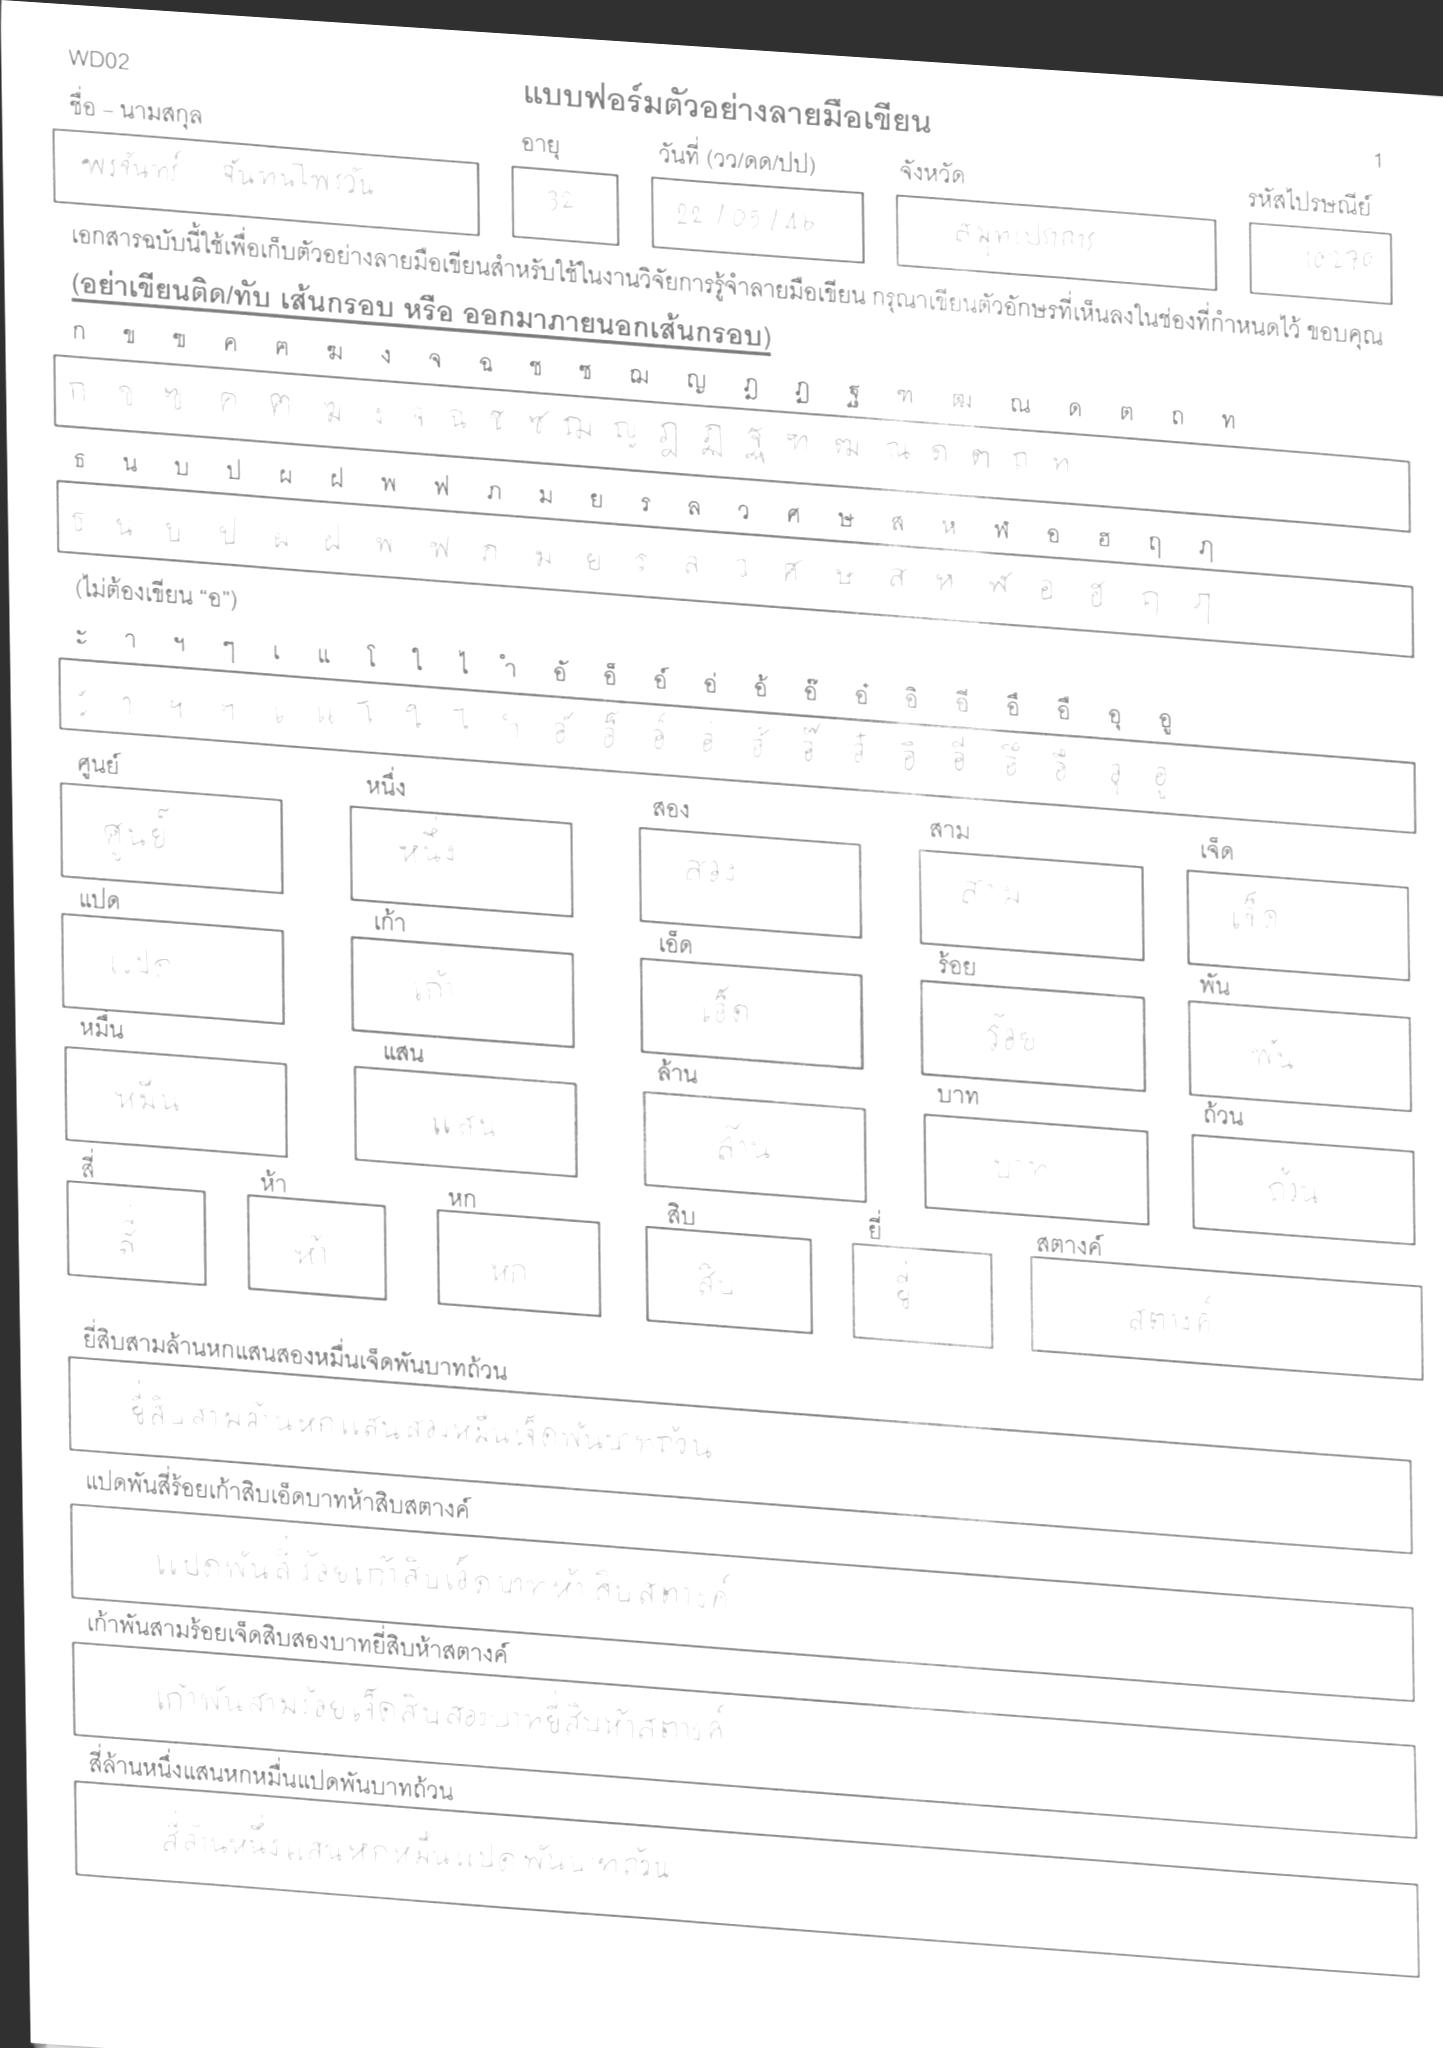 WD02
แบบฟอร์มตัวอย่างลายมือเขียน
1
ชื่อ – นามสกุล อายุ วันที่ (วว/ดด/ปป) จังหวัด รหัสไปรษณีย์
พรจันทร์ จันทนไพรวัน 32 22/05/16 สมุทรปราการ 10270
เอกสารฉบับนี้ใช้เพื่อเก็บตัวอย่างลายมือเขียนสำหรับใช้ในงานวิจัยการรู้จำลายมือเขียน กรุณาเขียนตัวอักษรที่เห็นลงในช่องที่กำหนดไว้ ขอบคุณ
(อย่าเขียนติด/ทับ เส้นกรอบ หรือ ออกมาภายนอกเส้นกรอบ)
ก ข ฃ ค ฅ ฆ ง จ ฉ ช ซ ฌ ญ ฎ ฏ ฐ ฑ ฒ ณ ด ต ถ ท
ก ข ฃ ค ฅ ฆ ง จ ฉ ช ซ ฌ ญ ฎ ฏ ฐ ฑ ฒ ณ ด ต ถ ท
ธ น บ ป ผ ฝ พ ฟ ภ ม ย ร ล ว ศ ษ ส ห ฬ อ ฮ ฤ ฦ
ธ น บ ป ผ ฝ พ ฟ ภ ม ย ร ล ว ศ ษ ส ห ฬ อ ฮ ฤ ฦ
(ไม่ต้องเขียน “อ”)
ะ า ฯ ๆ เ แ โ ใ ไ ำ อั อ็ อ์ อ่ อ้ อ๊ อ๋ อิ อี อึ อื อุ อู
ะ า ฯ ๆ เ แ โ ใ ไ ำ อั อ็ อ์ อ่ อ้ อ๊ อ๋ อิ อี อึ อื อุ อู
ศูนย์ หนึ่ง สอง สาม เจ็ด
ศูนย์ หนึ่ง สอง สาม เจ็ด
แปด เก้า เอ็ด ร้อย พัน
แปด เก้า เอ็ด ร้อย พัน
หมื่น แสน ล้าน บาท ถ้วน
หมื่น แสน ล้าน บาท ถ้วน
สี่ ห้า หก สิบ ยี่ สตางค์
สี่ ห้า หก สิบ ยี่ สตางค์
ยี่สิบสามล้านหกแสนสองหมื่นเจ็ดพันบาทถ้วน
ยี่สิบสามล้านหกแสนสองหมื่นเจ็ดพันบาทถ้วน
แปดพันสี่ร้อยเก้าสิบเอ็ดบาทห้าสิบสตางค์
แปดพันสี่ร้อยเก้าสิบเอ็ดบาทห้าสิบสตางค์
เก้าพันสามร้อยเจ็ดสิบสองบาทยี่สิบห้าสตางค์
เก้าพันสามร้อยเจ็ดสิบสองบาทยี่สิบห้าสตางค์
สี่ล้านหนึ่งแสนหกหมื่นแปดพันบาทถ้วน
สี่ล้านหนึ่งแสนหกหมื่นแปดพันบาทถ้วน